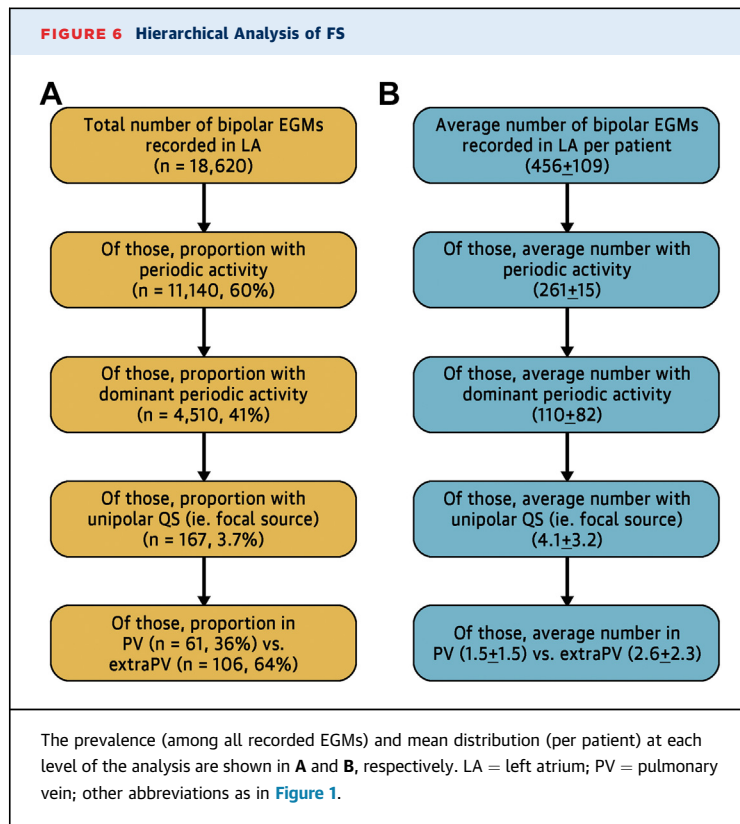 FIGURE 6 Hierarchical Analysis of FS
A
Total number of bipolar EGMs
recorded in LA
(n = 18,620)
Of those, proportion with
periodic activity
(n = 11,140, 60%)
Of those, proportion with
dominant periodic activity
(n = 4,510, 41%)
Of those, proportion with
unipolar QS (ie. focal source)
(n = 167, 3.7%)
Of those, proportion in
PV (n = 61, 36%) vs.
extraPV (n = 106, 64%)
B
Average number of bipolar EGMs
recorded in LA per patient
(456±109)
Of those, average number with
periodic activity
(261±15)
Of those, average number with
dominant periodic activity
(110±82)
Of those, average number with
unipolar QS (ie. focal source)
(4.1±3.2)
Of those, average number in
PV (1.5±1.5) vs. extraPV (2.6±2.3)
The prevalence (among all recorded EGMs) and mean distribution (per patient) at each
level of the analysis are shown in A and B, respectively. LA = left atrium; PV = pulmonary
vein; other abbreviations as in Figure 1.